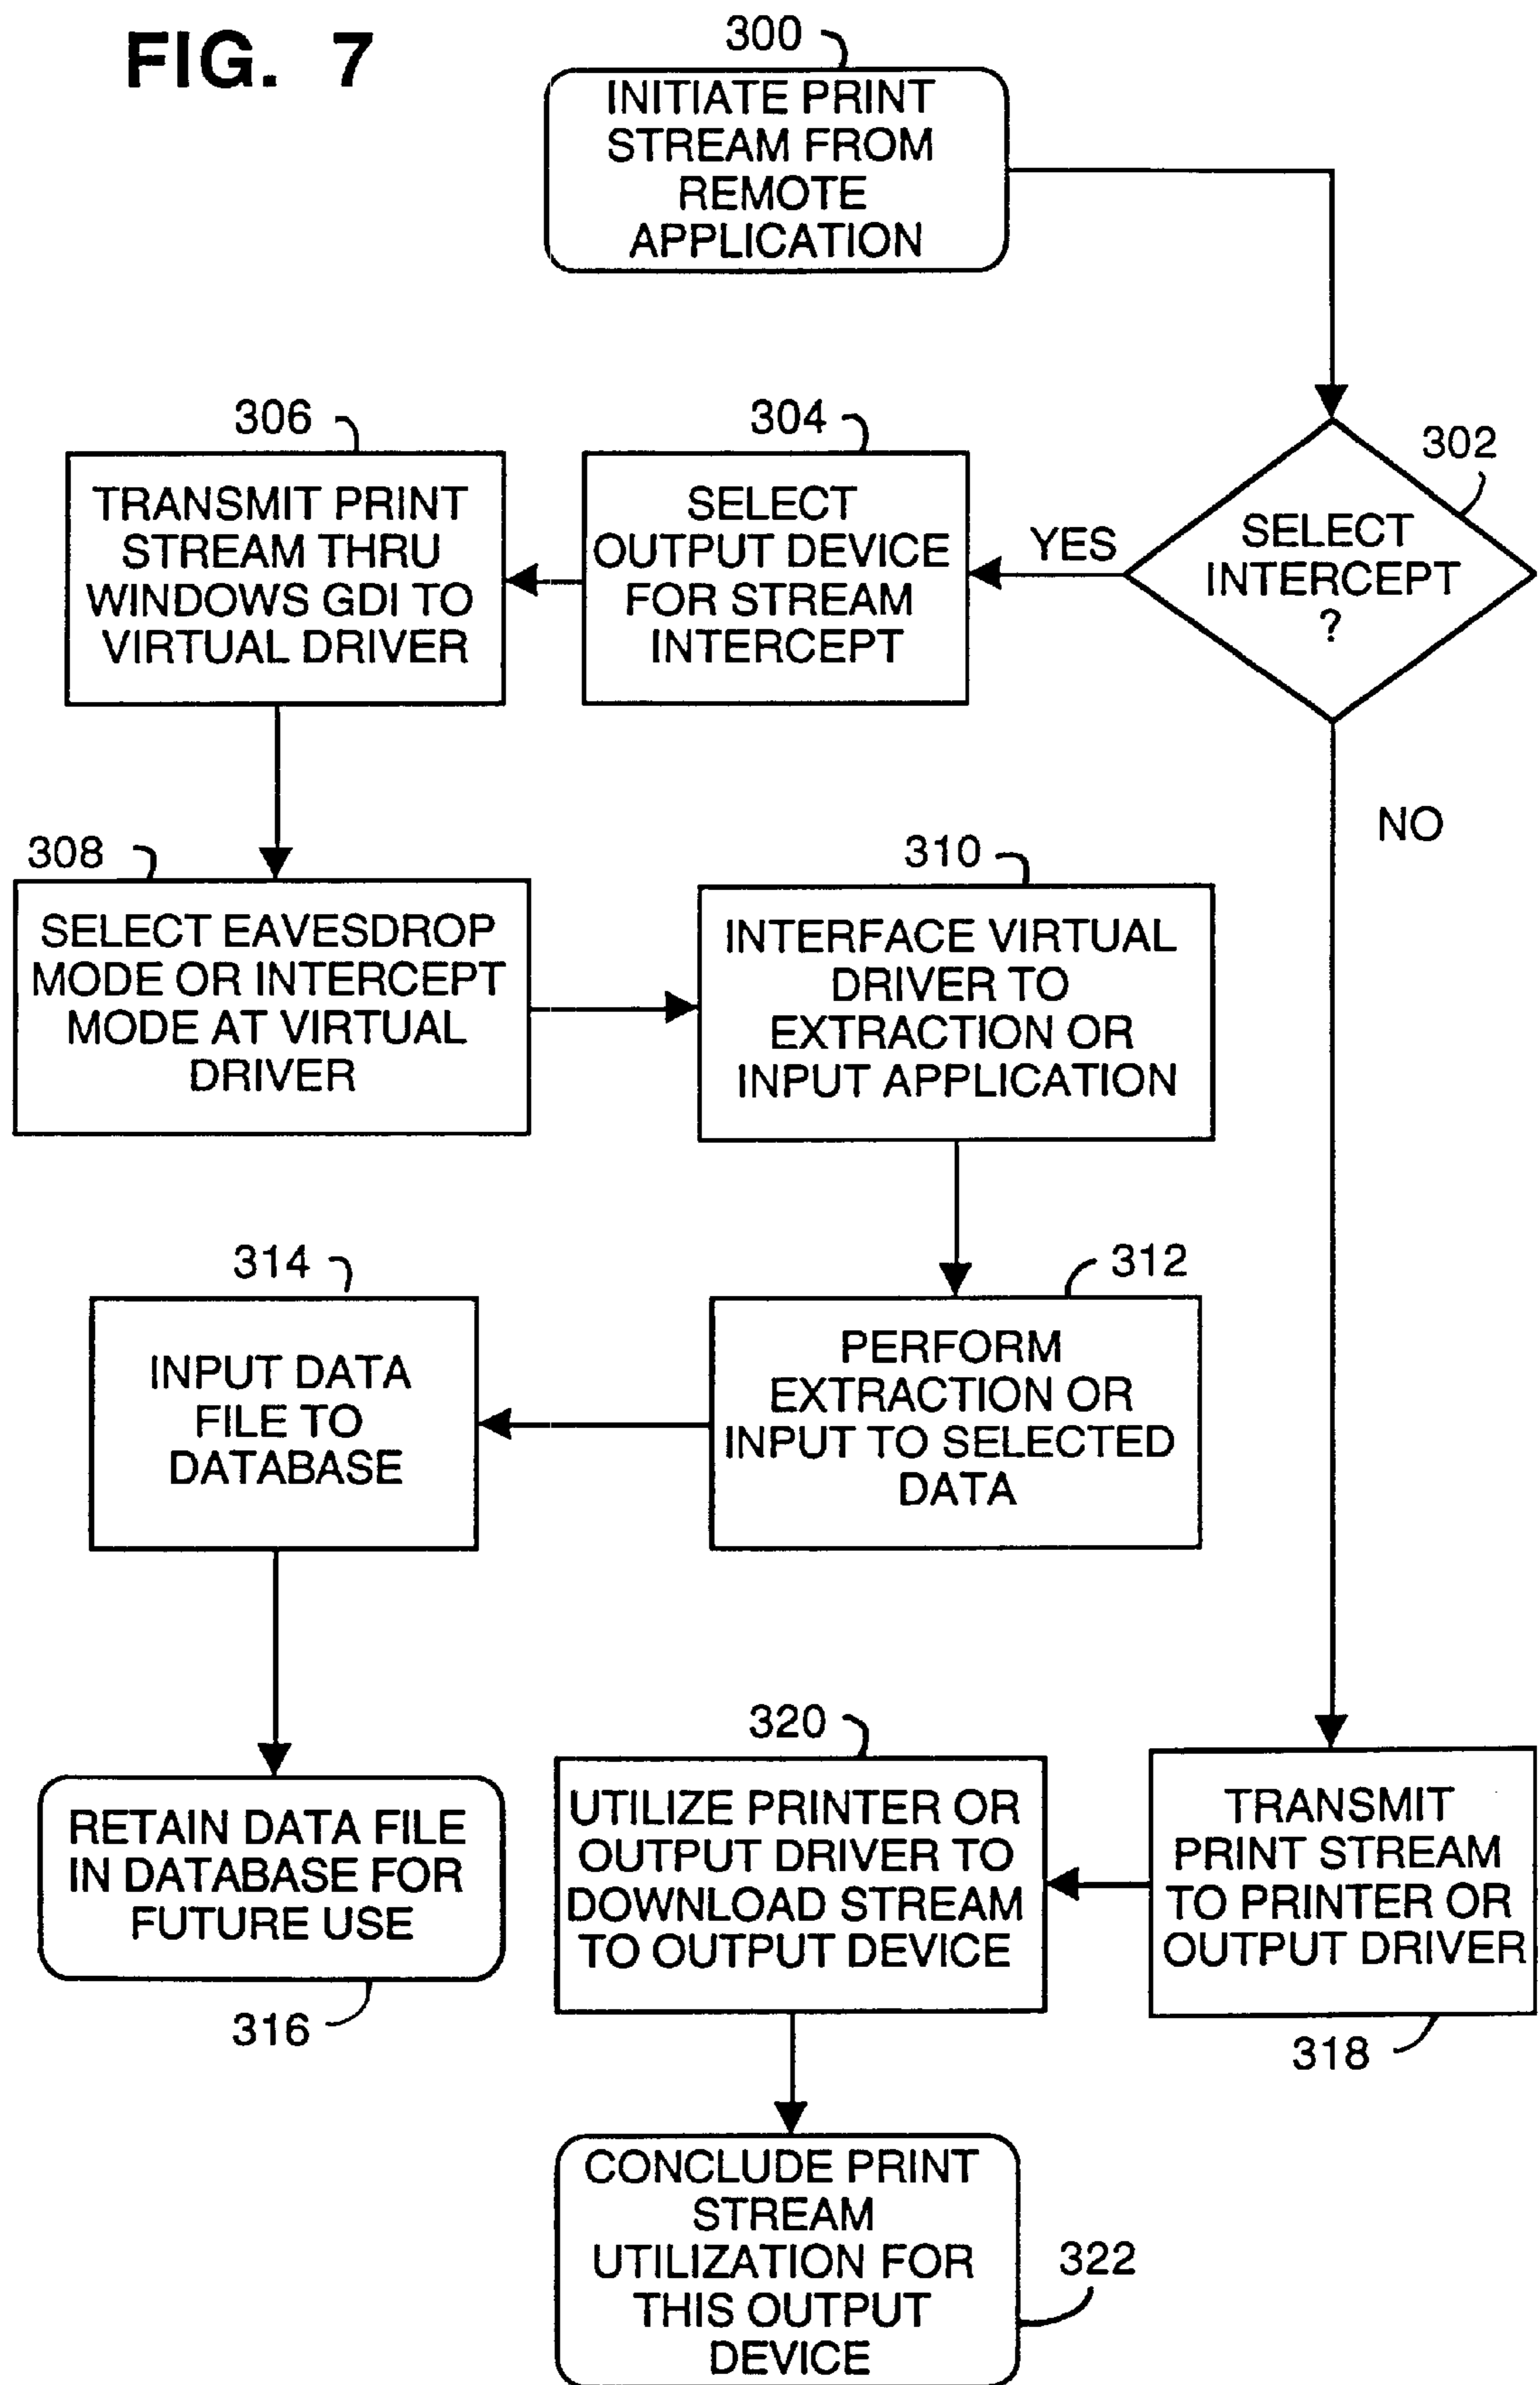 FIG. 7
300
INITIATE PRINT
STREAM FROM
REMOTE
APPLICATION
302
SELECT
INTERCEPT
?
YES
NO
304
SELECT
OUTPUT DEVICE
FOR STREAM
INTERCEPT
306
TRANSMIT PRINT
STREAM THRU
WINDOWS GDI TO
VIRTUAL DRIVER
308
SELECT EAVESDROP
MODE OR INTERCEPT
MODE AT VIRTUAL
DRIVER
310
INTERFACE VIRTUAL
DRIVER TO
EXTRACTION OR
INPUT APPLICATION
312
PERFORM
EXTRACTION OR
INPUT TO SELECTED
DATA
314
INPUT DATA
FILE TO
DATABASE
RETAIN DATA FILE
IN DATABASE FOR
FUTURE USE
316
TRANSMIT
PRINT STREAM
TO PRINTER OR
OUTPUT DRIVER
318
320
UTILIZE PRINTER OR
OUTPUT DRIVER TO
DOWNLOAD STREAM
TO OUTPUT DEVICE
CONCLUDE PRINT
STREAM
UTILIZATION FOR
THIS OUTPUT
DEVICE
322